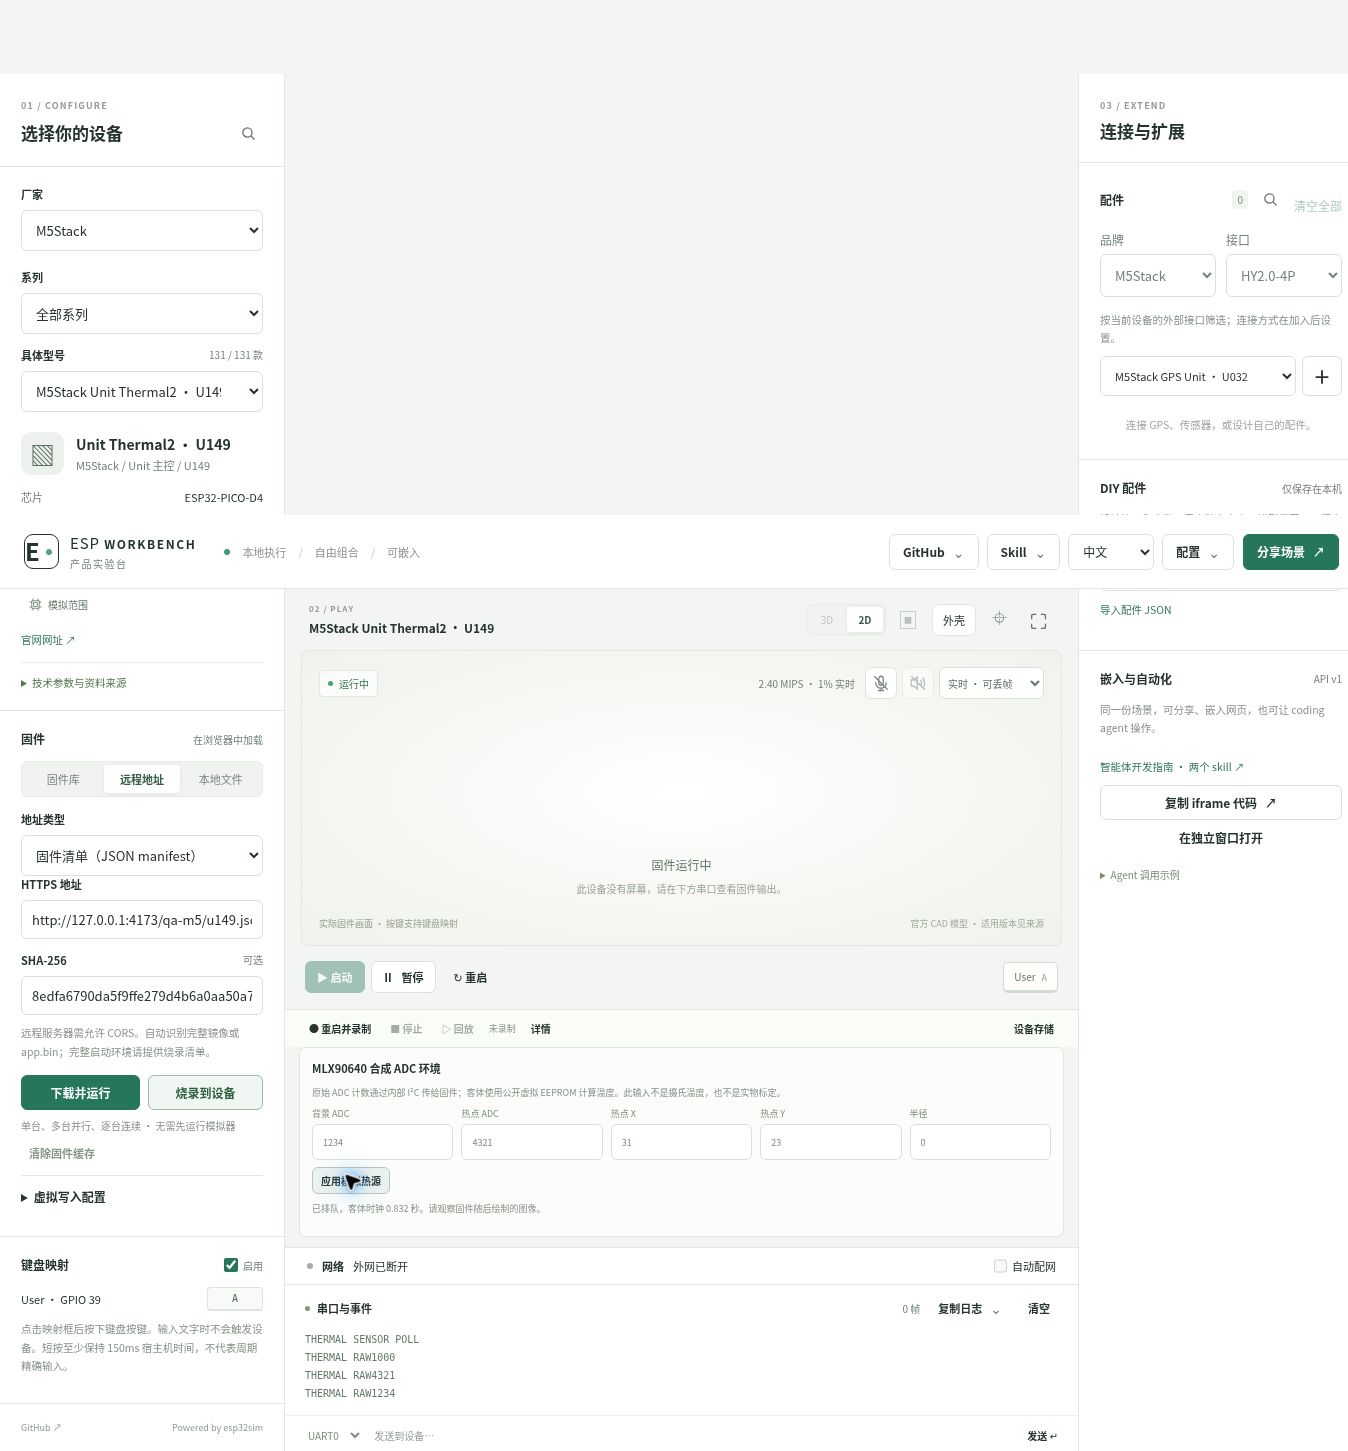 01 / CONFIGURE
选择你的设备
厂家
M5Stack
系列
全部系列
具体型号
131 / 131 款
M5Stack Unit Thermal2 · U149
Unit Thermal2 · U149
M5Stack / Unit 主控 / U149
芯片
ESP32-PICO-D4
03 / EXTEND
连接与扩展
配件
0
清空全部
品牌
接口
M5Stack
HY2.0-4P
按当前设备的外部接口筛选；连接方式在加入后设
置。
M5Stack GPS Unit · U032
+
连接 GPS、传感器，或设计自己的配件。
DIY 配件
仅保存在本机
E
ESP WORKBENCH
产品实验台
本地执行 / 自由组合 / 可嵌入
GitHub
Skill
中文
配置
分享场景 ↗
模拟范围
官网网址 ↗
▶ 技术参数与资料来源
固件
在浏览器中加载
固件库
远程地址
本地文件
地址类型
固件清单（JSON manifest）
HTTPS 地址
http://127.0.0.1:4173/qa-m5/u149.js
SHA-256
可选
8edfa6790da5f9ffe279d4b6a0aa50a7
远程服务器需允许 CORS。自动识别完整镜像或
app.bin；完整启动环境请提供烧录清单。
下载并运行
烧录到设备
单台、多台并行、逐台连续 · 无需先运行模拟器
清除固件缓存
▶ 虚拟写入配置
键盘映射
启用
User · GPIO 39
A
点击映射框后按下键盘按键。输入文字时不会触发设
备。短按至少保持 150ms 宿主机时间，不代表周期
精确输入。
GitHub ↗
Powered by esp32sim
02 / PLAY
M5Stack Unit Thermal2 · U149
3D
2D
外壳
运行中
2.40 MIPS · 1% 实时
实时 · 可丢帧
固件运行中
此设备没有屏幕，请在下方串口查看固件输出。
实际固件画面 · 按键支持键盘映射
官方 CAD 模型 · 适用版本见来源
▶ 启动
暂停
↻ 重启
User A
● 重启并录制
■ 停止
▷ 回放
未录制
详情
设备存储
MLX90640 合成 ADC 环境
原始 ADC 计数通过内部 I²C 传给固件；客体使用公开虚拟 EEPROM 计算温度。此输入不是摄氏温度，也不是实物标定。
背景 ADC
热点 ADC
热点 X
热点 Y
半径
1234
4321
31
23
0
应用
热源
已排队，客体时钟 0.832 秒。请观察固件随后绘制的图像。
网络
外网已断开
自动配网
串口与事件
0 帧
复制日志
清空
THERMAL SENSOR POLL
THERMAL RAW1000
THERMAL RAW4321
THERMAL RAW1234
UART0
发送到设备…
发送 ↵
导入配件 JSON
嵌入与自动化
API v1
同一份场景，可分享、嵌入网页，也可让 coding
agent 操作。
智能体开发指南 · 两个 skill ↗
复制 iframe 代码 ↗
在独立窗口打开
▶ Agent 调用示例